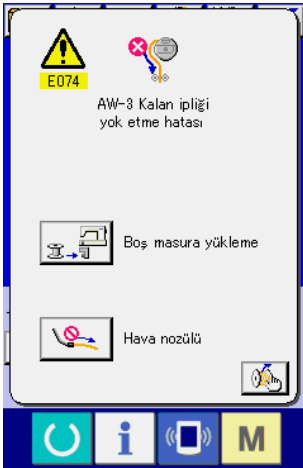 E074
AW-3 Kalan ipliği
yok etme hatası
Boş masura yükleme
Hava nozülü
i
M